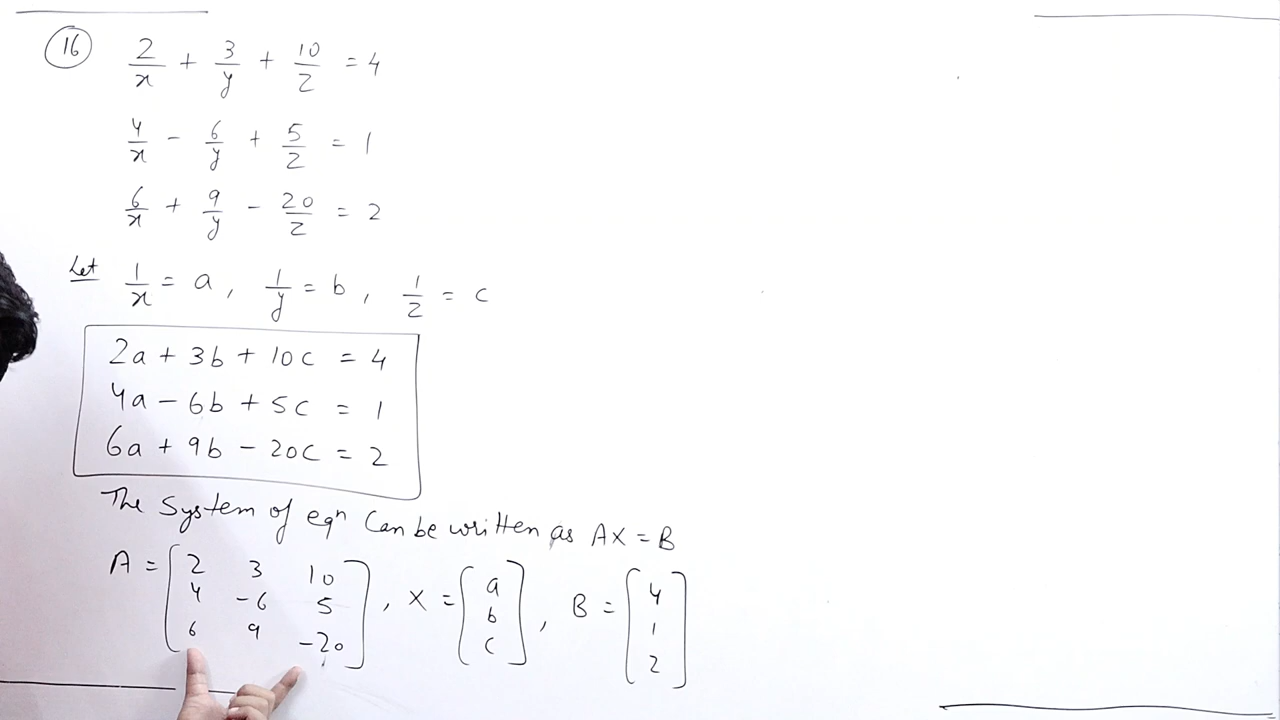 16 2/x + 3/y + 10/z = 4
4/x - 6/y + 5/z = 1
6/x + 9/y - 20/z = 2
Let 1/x = a, 1/y = b, 1/z = c
2a + 3b + 10c = 4
4a - 6b + 5c = 1
6a + 9b - 20c = 2
The System of eqn Can be written as AX = B
A = [2 3 10 4 -6 5 6 9 -20], X = [a b c], B = [4 1 2]